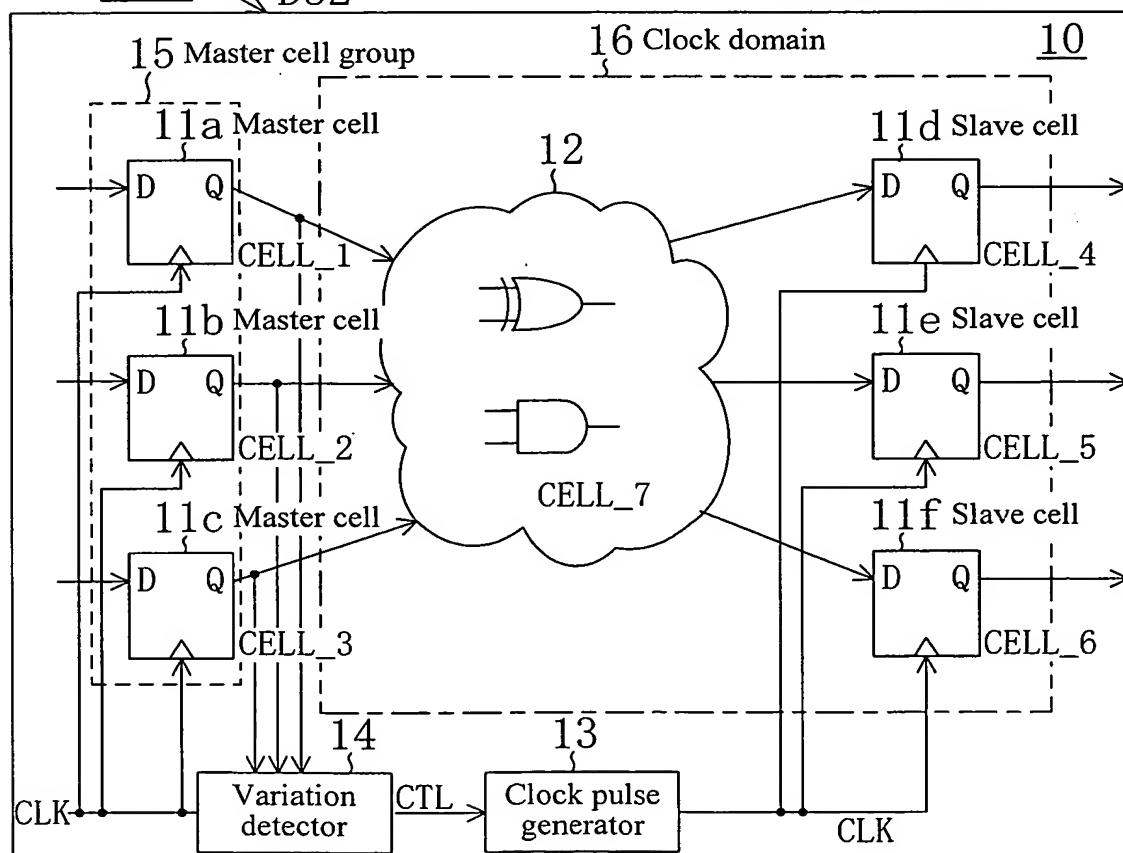 DS2
15 Master cell group
16 Clock domain
10
11a Master cell
D Q
CELL_1
12
11d Slave cell
D Q
CELL_4
11b Master cell
D Q
CELL_2
11e Slave cell
D Q
CELL_5
CELL_7
11c Master cell
D Q
CELL_3
11f Slave cell
D Q
CELL_6
14
13
CLK
Variation
detector
CTL
Clock pulse
generator
CLK